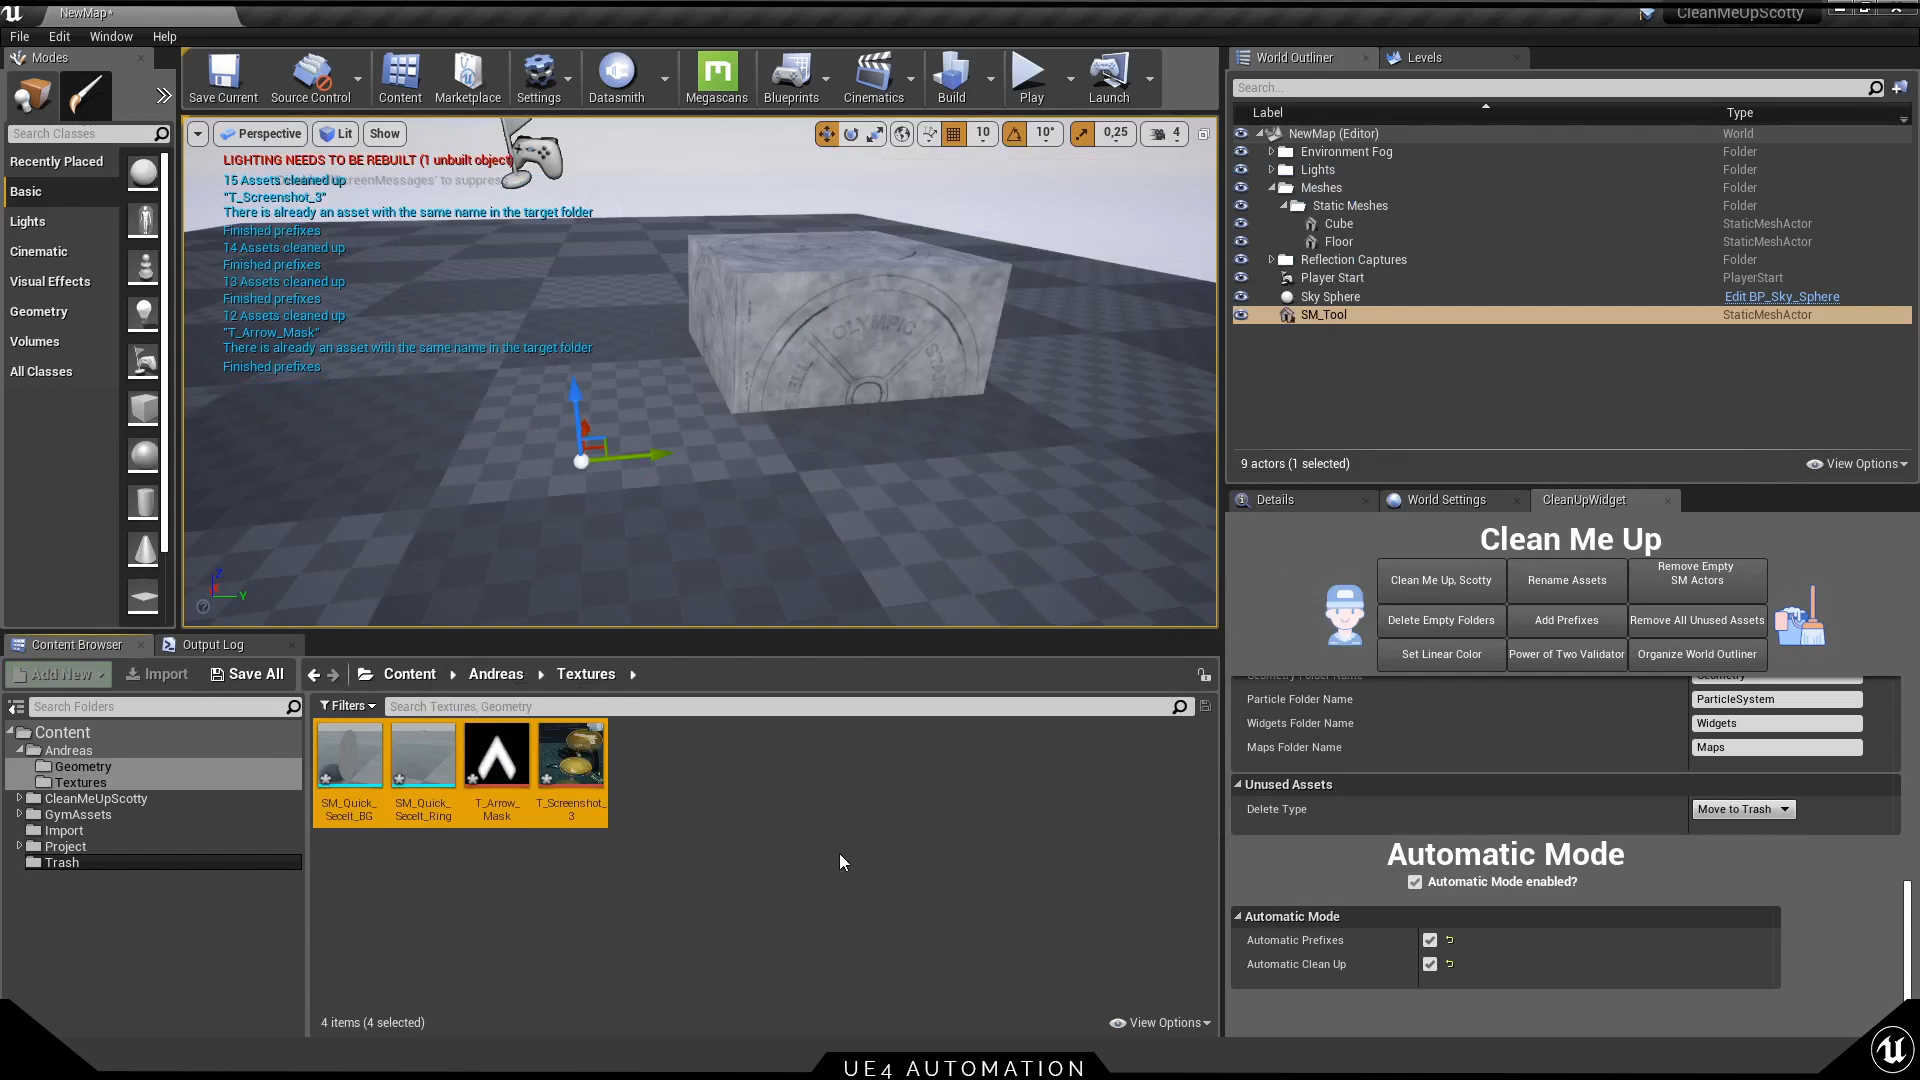 NewMap*
CleanMeUpScotty
File
Edit
Window
Help
Modes
Search Classes
Recently Placed
Basic
Lights
Cinematic
Visual Effects
Geometry
Volumes
All Classes
Save Current
Source Control
Content
Marketplace
Settings
Datasmith
Megascans
Blueprints
Cinematics
Build
Play
Launch
Perspective
Lit
Show
10
10°
0,25
4
LIGHTING NEEDS TO BE REBUILT (1 unbuilt object)
15 Assets cleaned up
"T_Screenshot_3"
There is already an asset with the same name in the target folder
Finished prefixes
14 Assets cleaned up
Finished prefixes
13 Assets cleaned up
Finished prefixes
12 Assets cleaned up
"T_Arrow_Mask"
There is already an asset with the same name in the target folder
Finished prefixes
OLYMPIC
Z
Y
World Outliner
Levels
Search...
Label
Type
NewMap (Editor)
World
Environment Fog
Folder
Lights
Folder
Meshes
Folder
Static Meshes
Folder
Cube
StaticMeshActor
Floor
StaticMeshActor
Reflection Captures
Folder
Player Start
PlayerStart
Sky Sphere
Edit BP_Sky_Sphere
SM_Tool
StaticMeshActor
9 actors (1 selected)
View Options
Details
World Settings
CleanUpWidget
Clean Me Up
Clean Me Up, Scotty
Rename Assets
Remove Empty
SM Actors
Delete Empty Folders
Add Prefixes
Remove All Unused Assets
Set Linear Color
Power of Two Validator
Organize World Outliner
Geometry Folder Name
Geometry
Particle Folder Name
ParticleSystem
Widgets Folder Name
Widgets
Maps Folder Name
Maps
Unused Assets
Delete Type
Move to Trash
Automatic Mode
Automatic Mode enabled?
Automatic Mode
Automatic Prefixes
Automatic Clean Up
Content Browser
Output Log
Add New
Import
Save All
Content
Andreas
Textures
Search Folders
Filters
Search Textures, Geometry
Content
Andreas
Geometry
Textures
CleanMeUpScotty
GymAssets
Import
Project
Trash
SM_Quick_
SeceIt_BG
SM_Quick_
SeceIt_Ring
T_Arrow_
Mask
T_Screenshot_
3
4 items (4 selected)
View Options
UE4 AUTOMATION